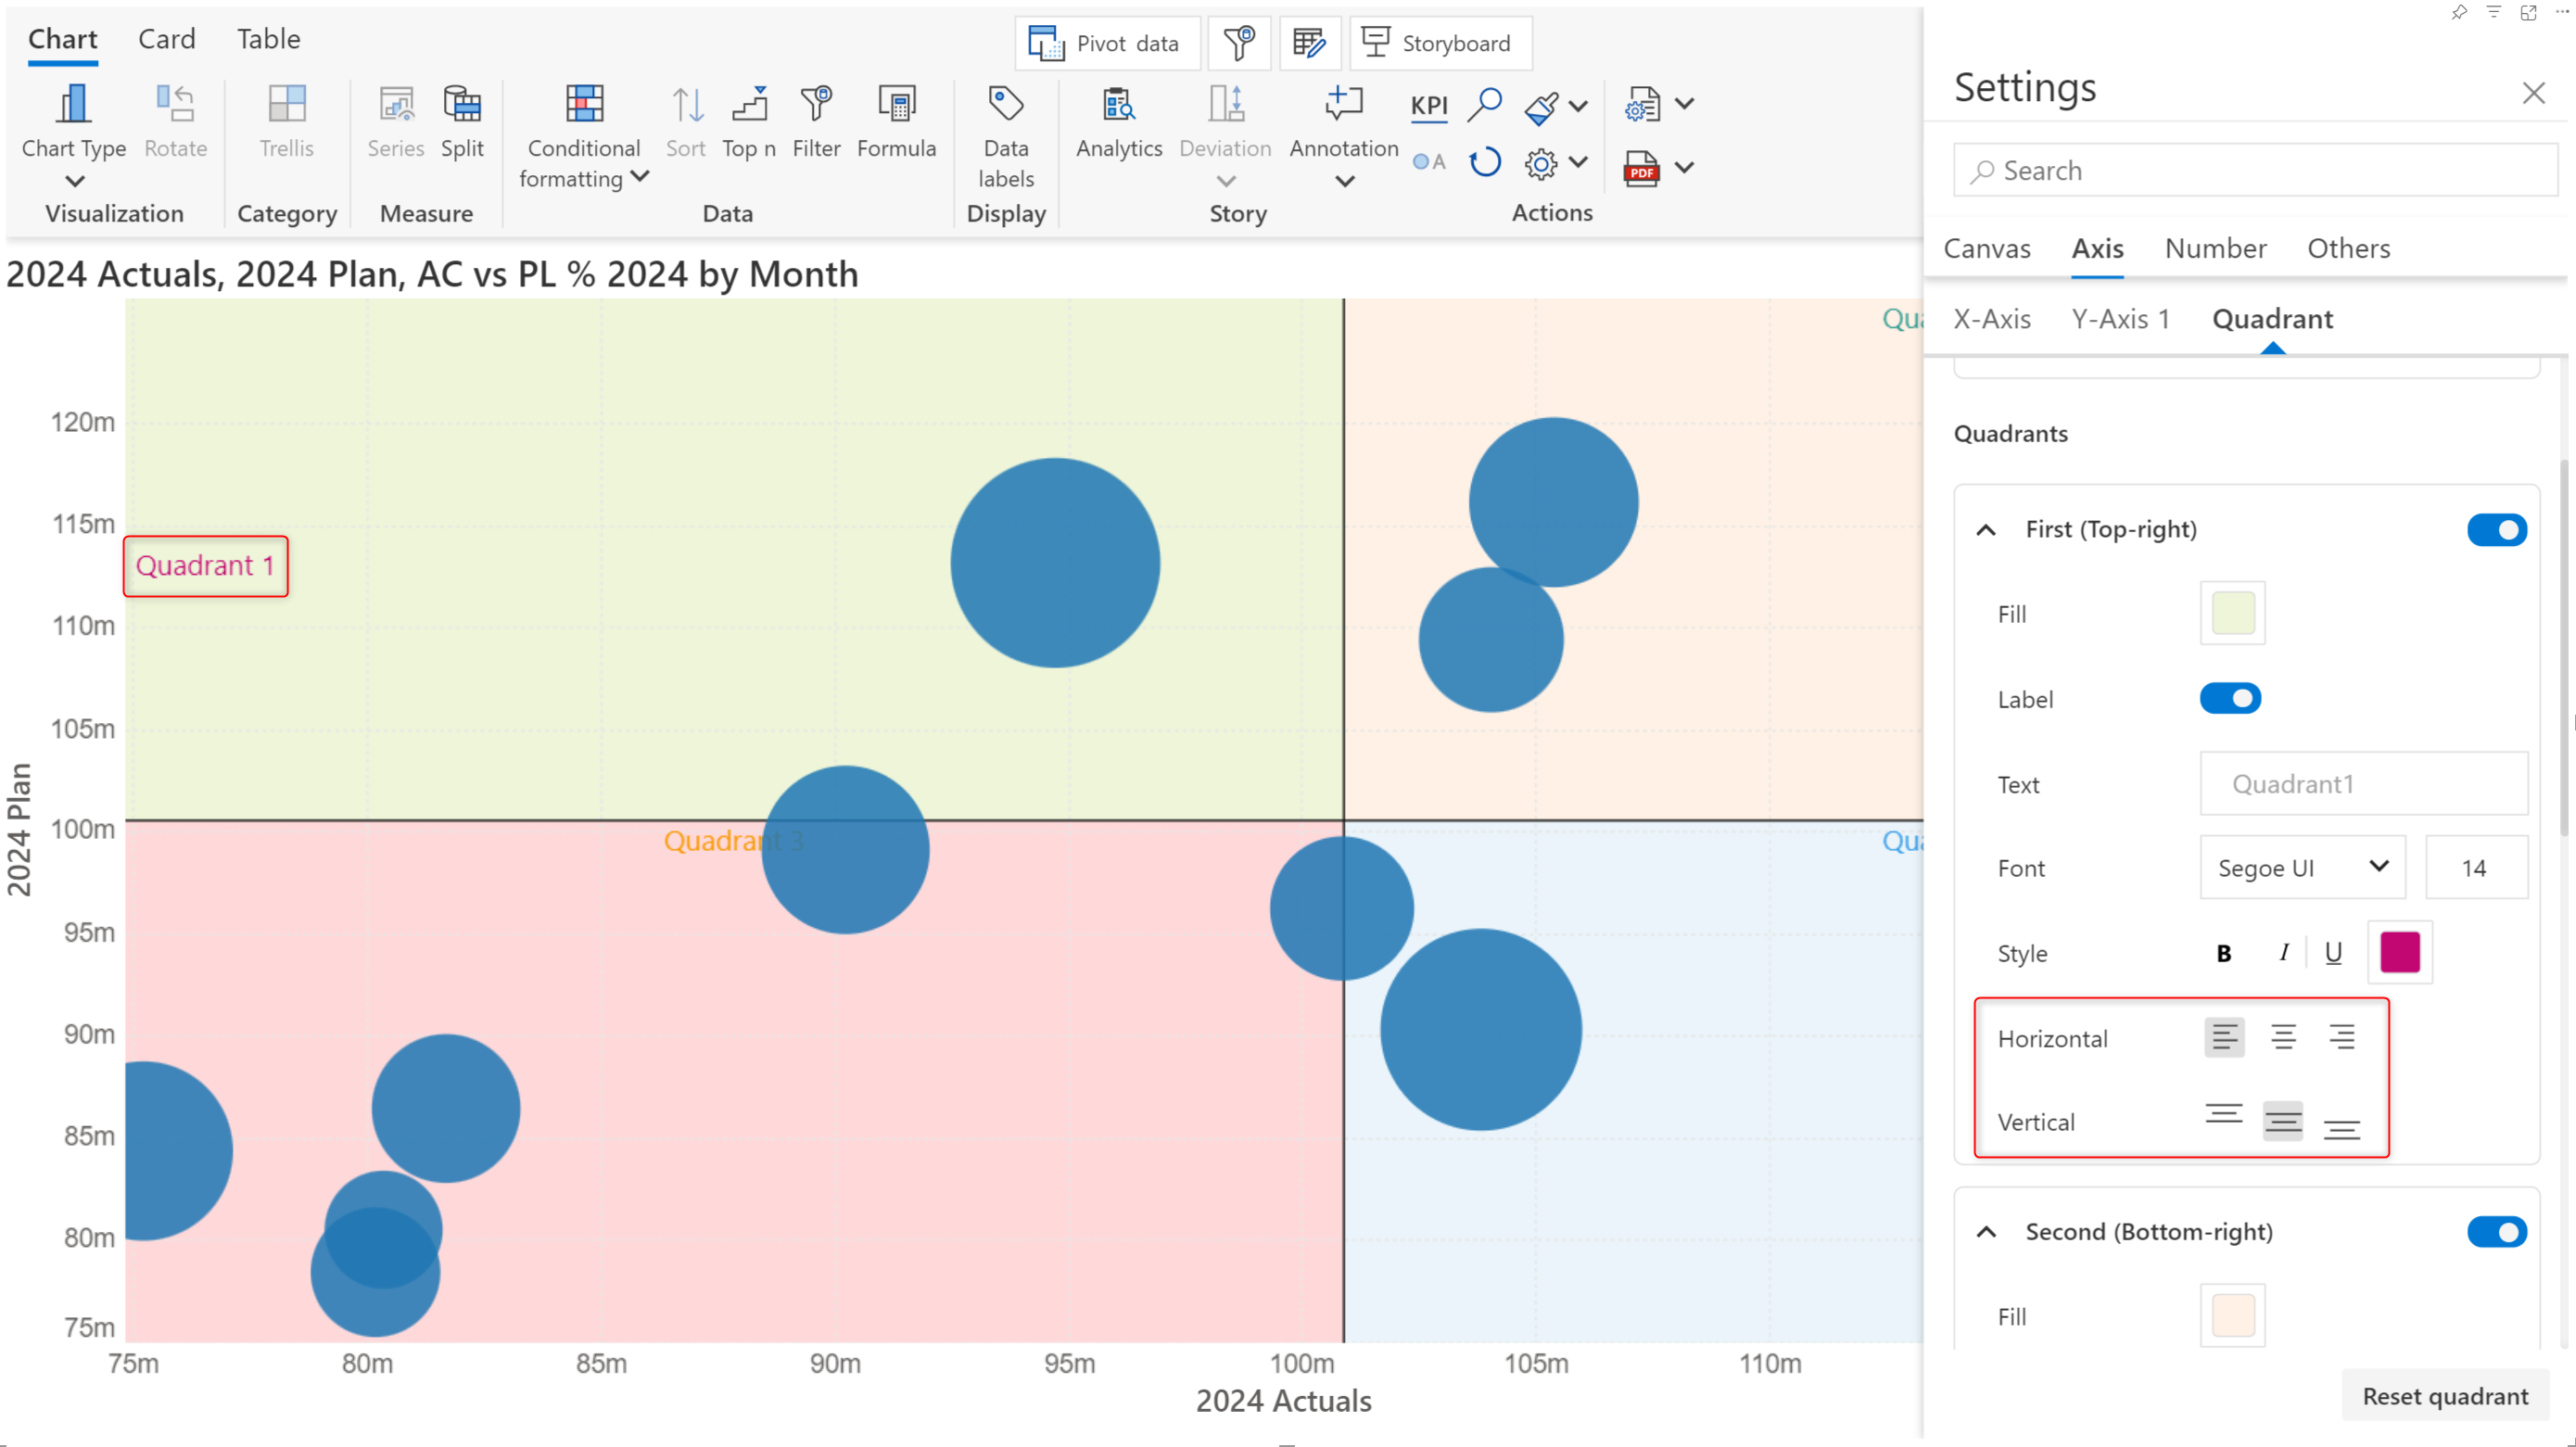 Chart Card Table
Pivot data
Storyboard
Chart Type
Rotate
Trellis
Series
Split
Conditional formatting
Sort
Top n
Filter
Formula
Data labels
Analytics
Deviation
Annotation
KPI
A
PDF
Visualization
Category
Measure
Data
Display
Story
Actions
2024 Actuals, 2024 Plan, AC vs PL % 2024 by Month
Qua
120m
115m
Quadrant 1
110m
105m
100m
Quadrant 3
Qua
95m
90m
85m
80m
75m
2024 Plan
75m 80m 85m 90m 95m 100m 105m 110m
2024 Actuals
Settings
Search
Canvas Axis Number Others
X-Axis Y-Axis 1 Quadrant
Quadrants
First (Top-right)
Fill
Label
Text Quadrant1
Font Segoe UI 14
Style B I U
Horizontal
Vertical
Second (Bottom-right)
Fill
Reset quadrant